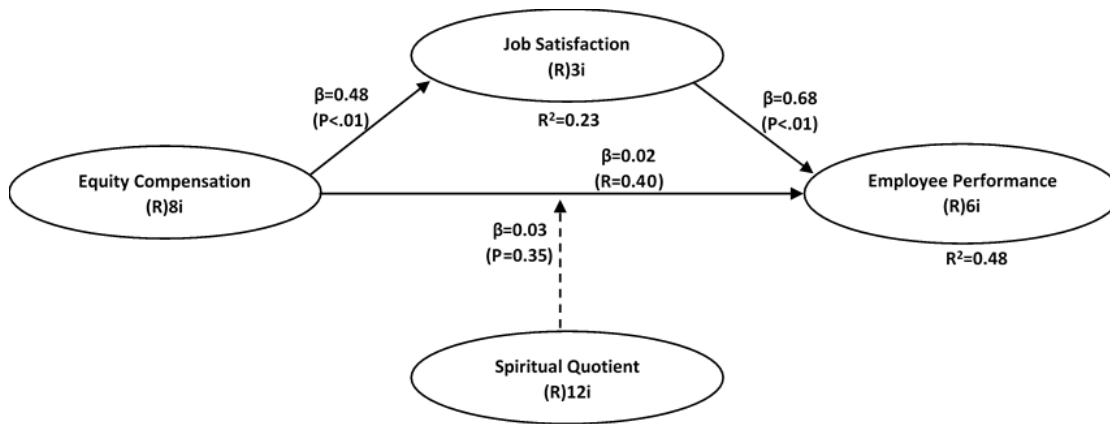 Job Satisfaction
(R)3i
β=0.48
(P<.01)
β=0.68
(P<.01)
R²=0.23
β=0.02
(R=0.40)
Equity Compensation
(R)8i
Employee Performance
(R)6i
β=0.03
(P=0.35)
R²=0.48
Spiritual Quotient
(R)12i